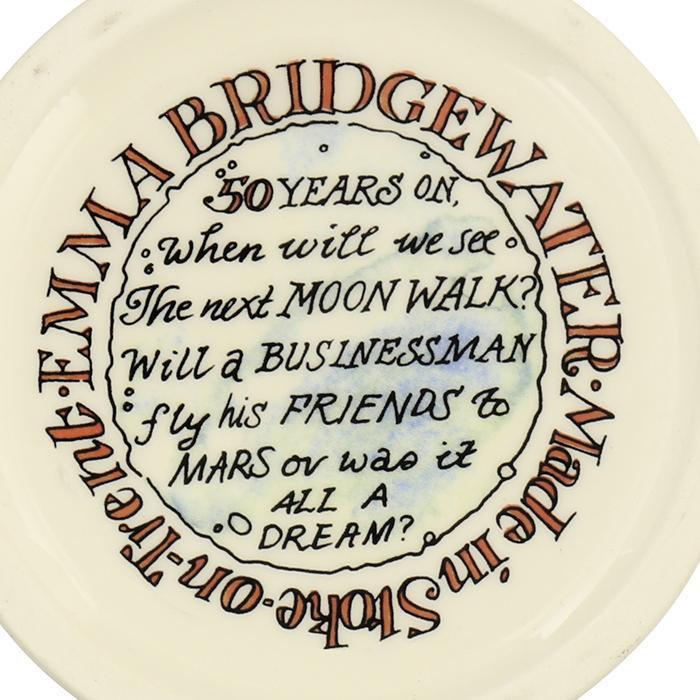 EMMA BRIDGEWATER · Made in Stoke-on-Trent ·
50 YEARS ON,
when will we see
The next MOON WALK?
Will a BUSINESSMAN
fly his FRIENDS to
MARS or was it
ALL A
DREAM?